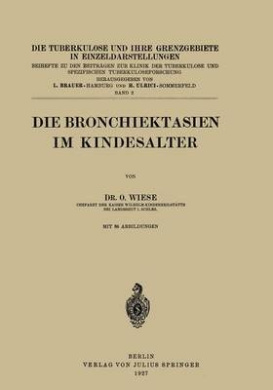 DIE TUBERKULOSE UND IHRE GRENZGEBIETE
IN EINZELDARSTELLUNGEN
BEIHEFTE ZU DEN BEITRÄGEN ZUR KLINIK DER TUBERKULOSE UND
SPEZIFISCHEN TUBERKULOSEFORSCHUNG
HERAUSGEGEBEN VON
L. BRAUER-HAMBURG UND H. ULRICI-SOMMERFELD
BAND 2
DIE BRONCHIEKTASIEN
IM KINDESALTER
VON
DR. O. WIESE
CHEFARZT DER KAISER WILHELM-KINDERHEILSTÄTTE
BEI LANDESHUT I. SCHLES.
MIT ABBILDUNGEN
BERLIN
VERLAG VON JULIUS SPRINGER
1927